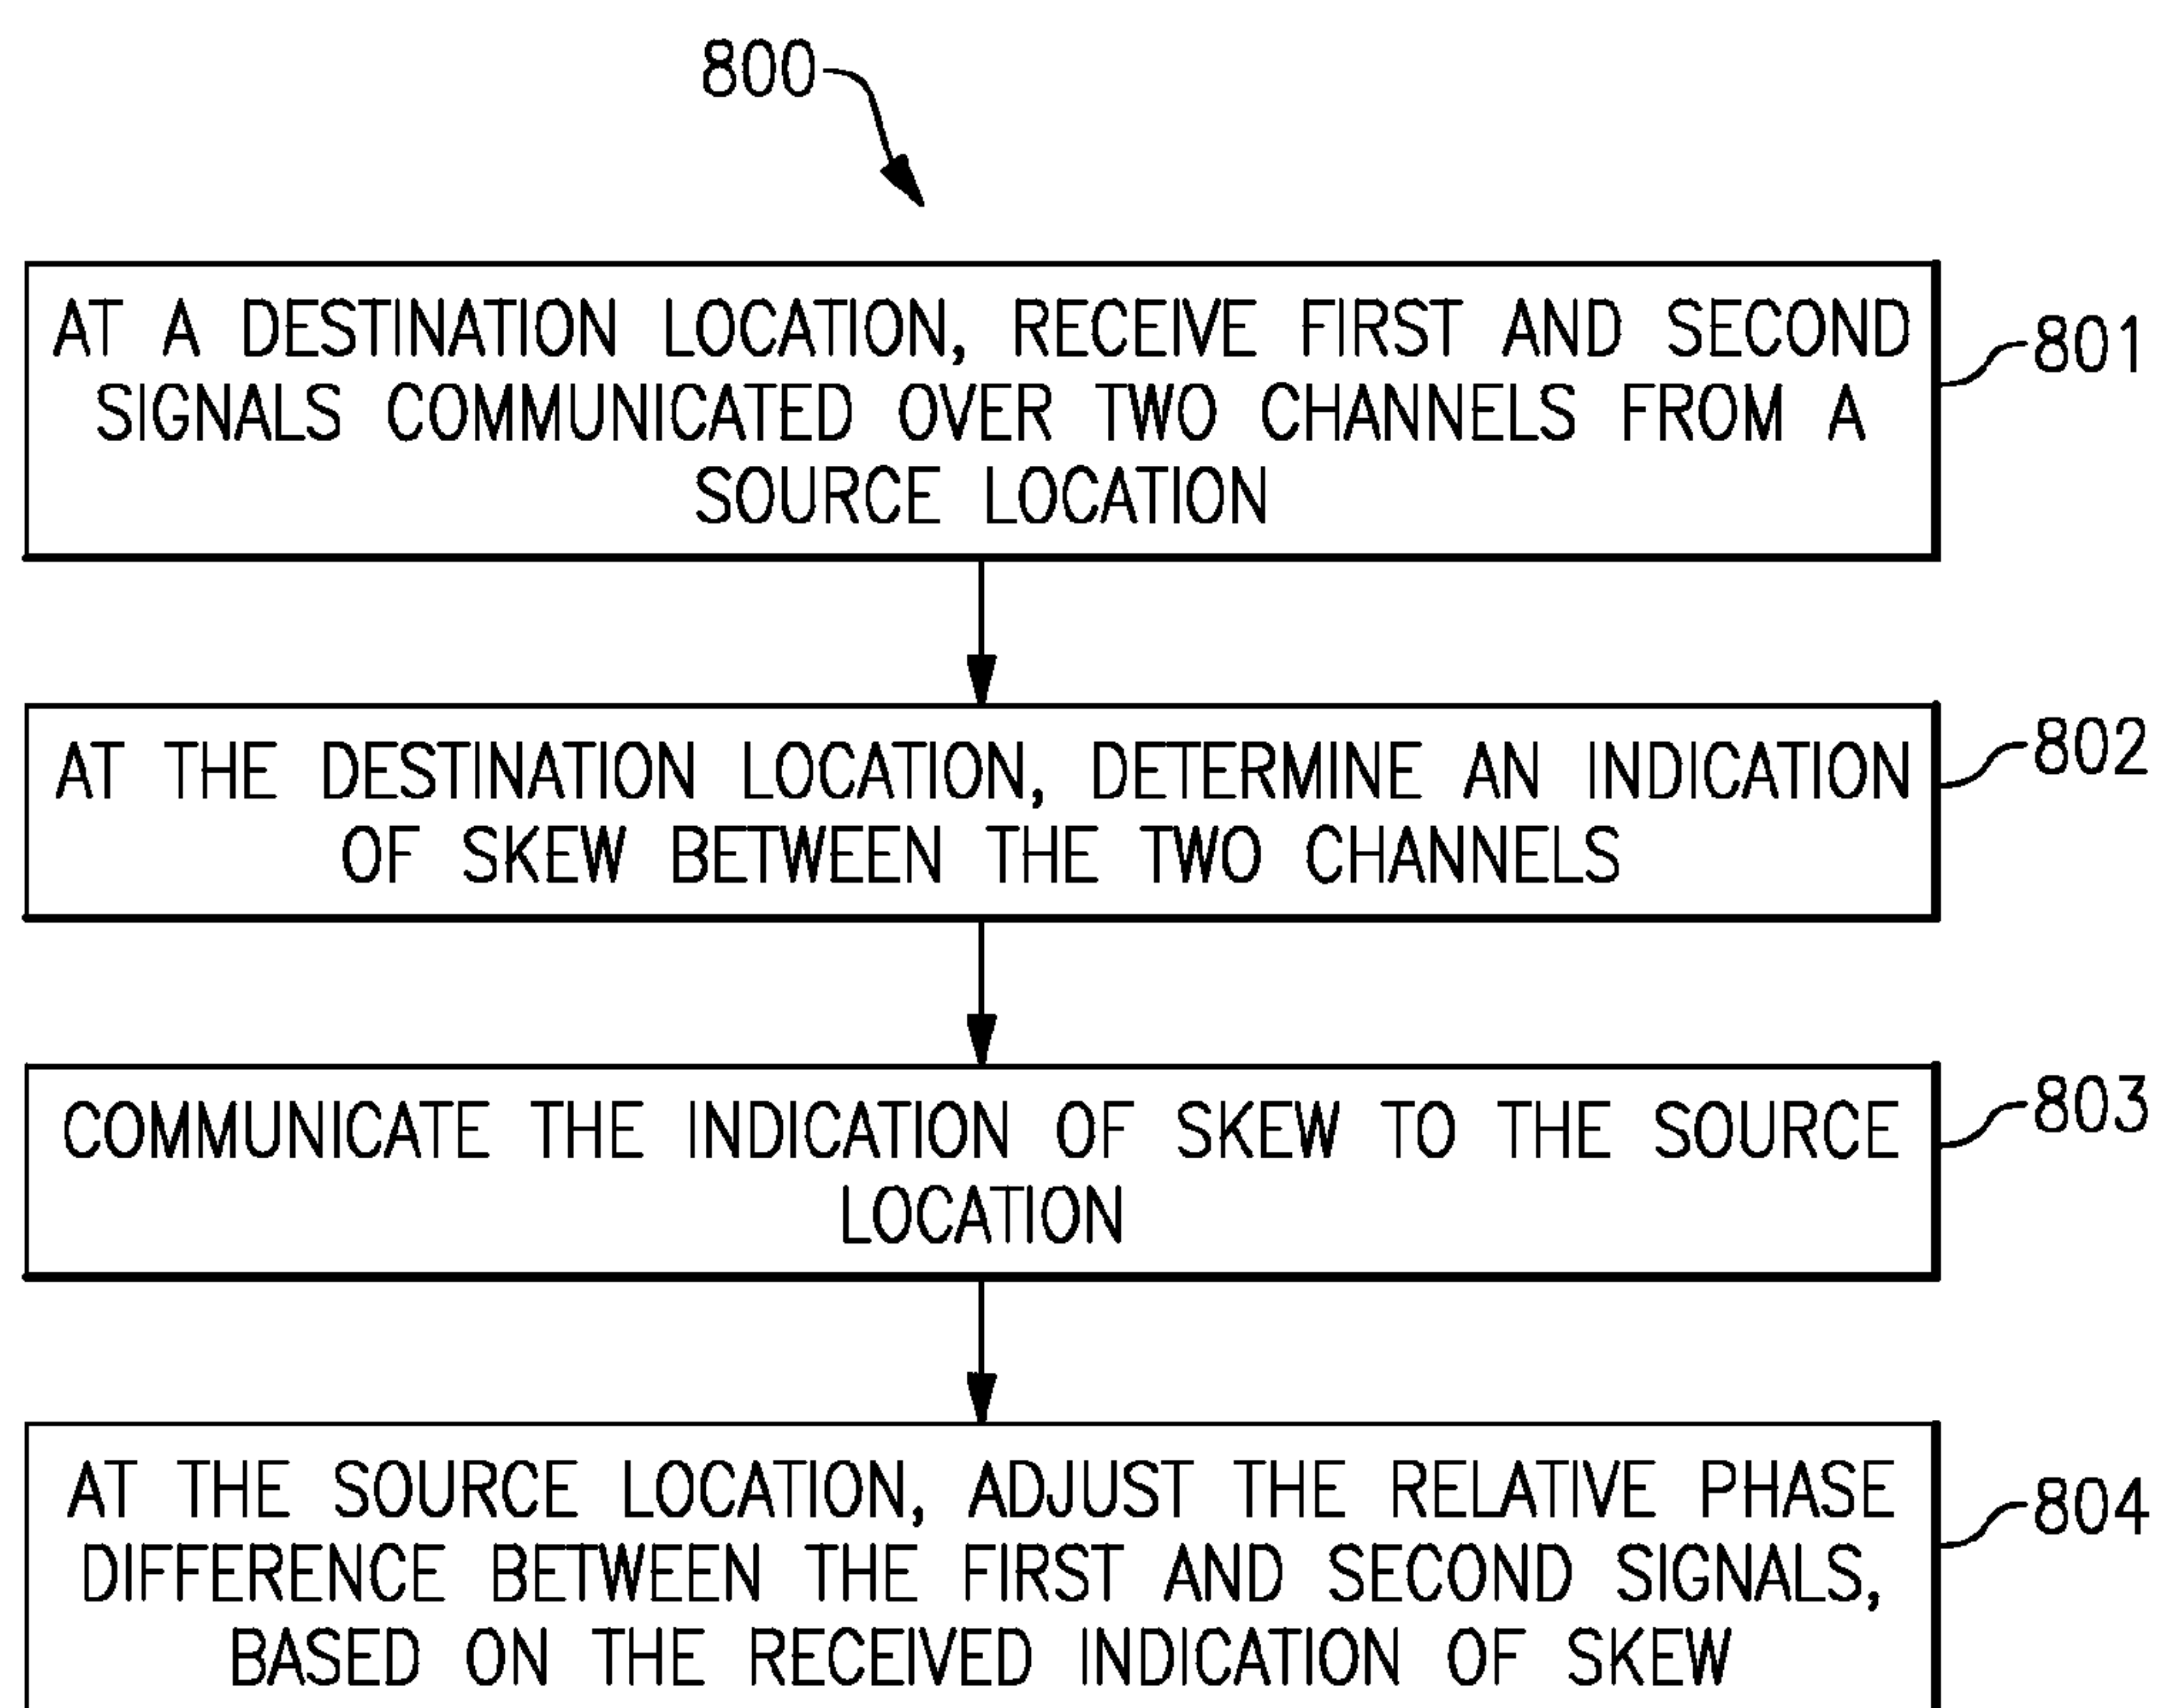 800
AT A DESTINATION LOCATION, RECEIVE FIRST AND SECOND
SIGNALS COMMUNICATED OVER TWO CHANNELS FROM A
SOURCE LOCATION
801
AT THE DESTINATION LOCATION, DETERMINE AN INDICATION
OF SKEW BETWEEN THE TWO CHANNELS
802
COMMUNICATE THE INDICATION OF SKEW TO THE SOURCE
LOCATION
803
AT THE SOURCE LOCATION, ADJUST THE RELATIVE PHASE
DIFFERENCE BETWEEN THE FIRST AND SECOND SIGNALS,
BASED ON THE RECEIVED INDICATION OF SKEW
804